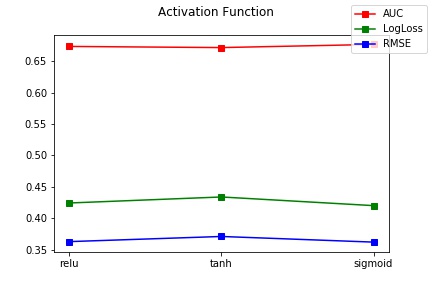 Activation Function
AUC
LogLoss
RMSE
0.65
0.60
0.55
0.50
0.45
0.40
0.35
relu
tanh
sigmoid